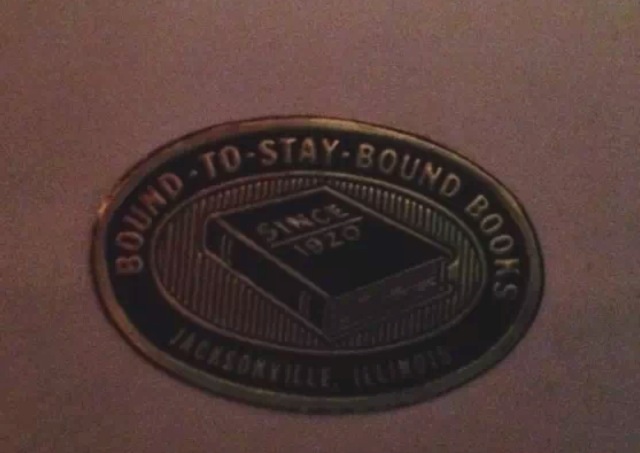 BOUND-TO-STAY-BOUND BOOKS
SINCE
1920
JACKSONVILLE, ILLINOIS